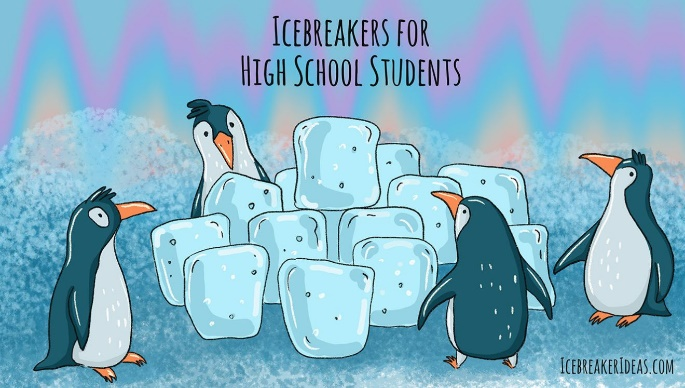 Icebreakers for
High School Students
IcebreakerIdeas.com